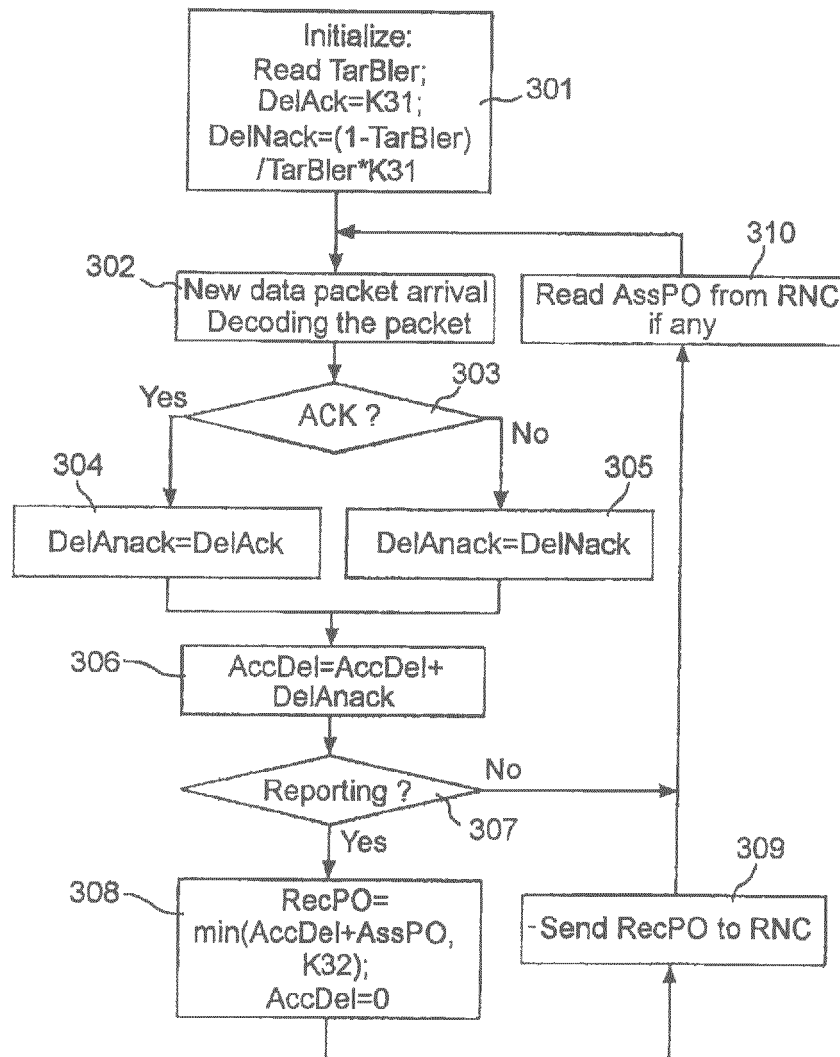 Initialize:
Read TarBler;
DelAck=K31;
DelNack=(1-TarBler)
/TarBler*K31
301
310
302
New data packet arrival
Decoding the packet
Read AssPO from RNC
if any
303
Yes
ACK ?
No
304
305
DelAnack=DelAck
DelAnack=DelNack
306
AccDel=AccDel+
DelAnack
Reporting ?
No
307
Yes
308
309
RecPO=
min(AccDel+AssPO,
K32);
AccDel=0
-Send RecPO to RNC